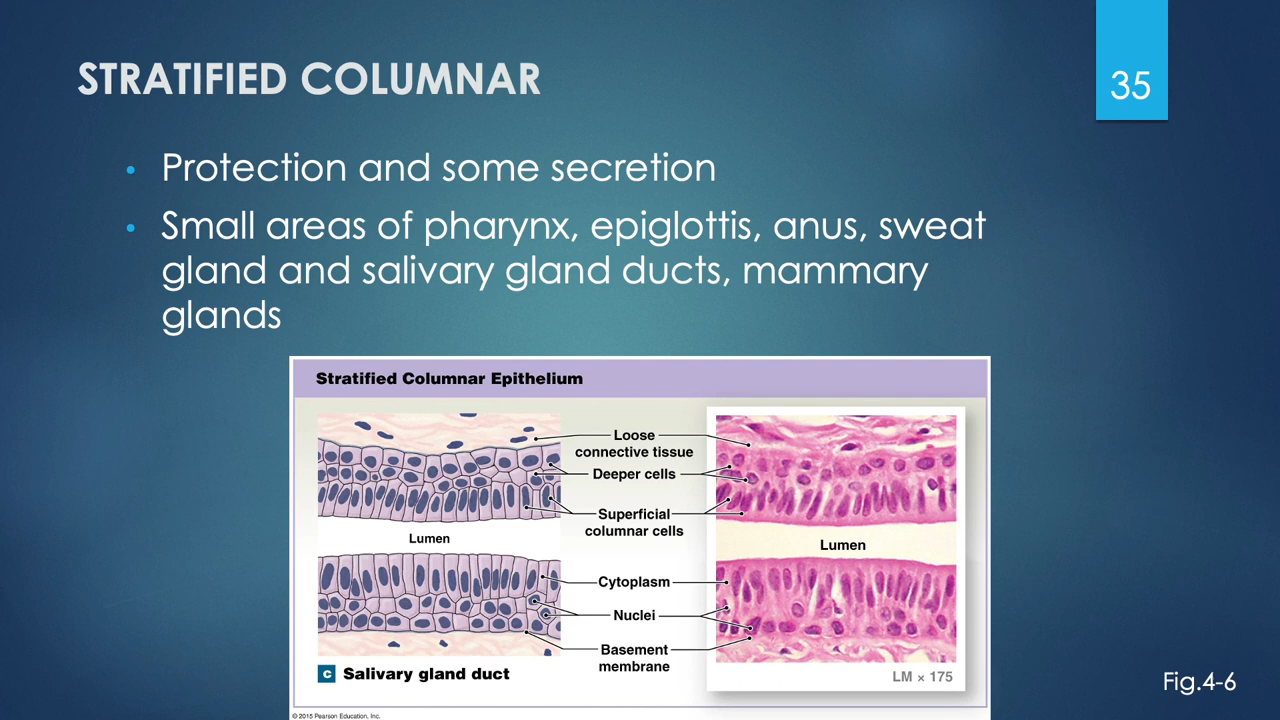 STRATIFIED COLUMNAR
35
• Protection and some secretion
• Small areas of pharynx, epiglottis, anus, sweat
gland and salivary gland ducts, mammary
glands
Stratified Columnar Epithelium
Loose
connective tissue
Deeper cells
Superficial
columnar cells
Lumen
Lumen
Cytoplasm
Nuclei
Basement
membrane
c Salivary gland duct
LM × 175
Fig.4-6
© 2015 Pearson Education, Inc.